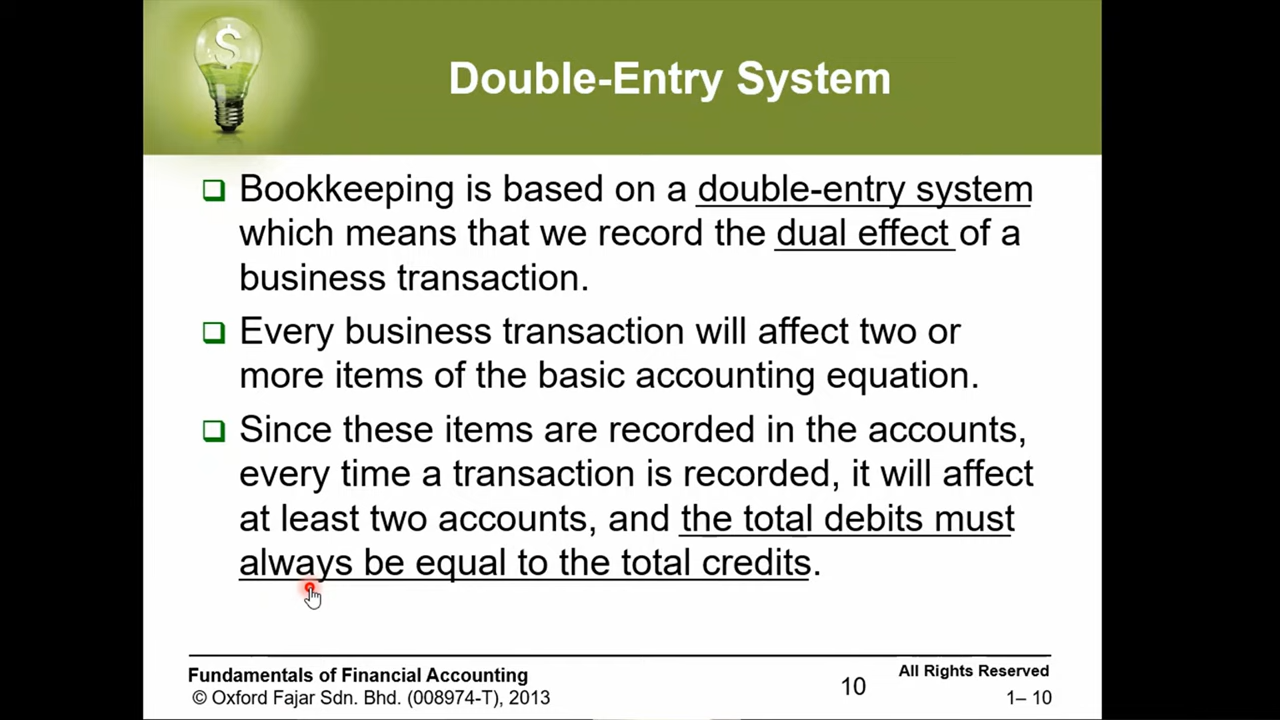 $
Double-Entry System
Bookkeeping is based on a double-entry system
which means that we record the dual effect of a
business transaction.
Every business transaction will affect two or
more items of the basic accounting equation.
Since these items are recorded in the accounts,
every time a transaction is recorded, it will affect
at least two accounts, and the total debits must
always be equal to the total credits.
Fundamentals of Financial Accounting
© Oxford Fajar Sdn. Bhd. (008974-T), 2013
10
All Rights Reserved
1– 10